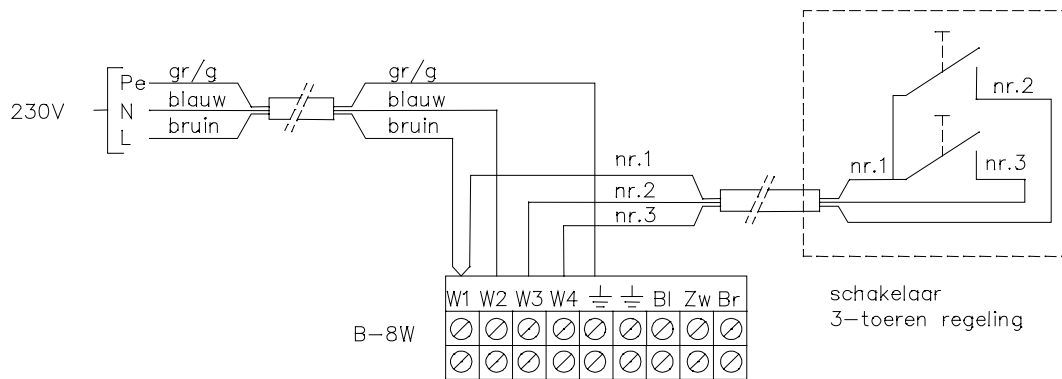 230V
Pe gr/g gr/g
N blauw blauw
L bruin bruin
nr.1
nr.2
nr.3
nr.2
nr.1 nr.3
W1 W2 W3 W4 Bl Zw Br
B-8W
schakelaar
3-toeren regeling